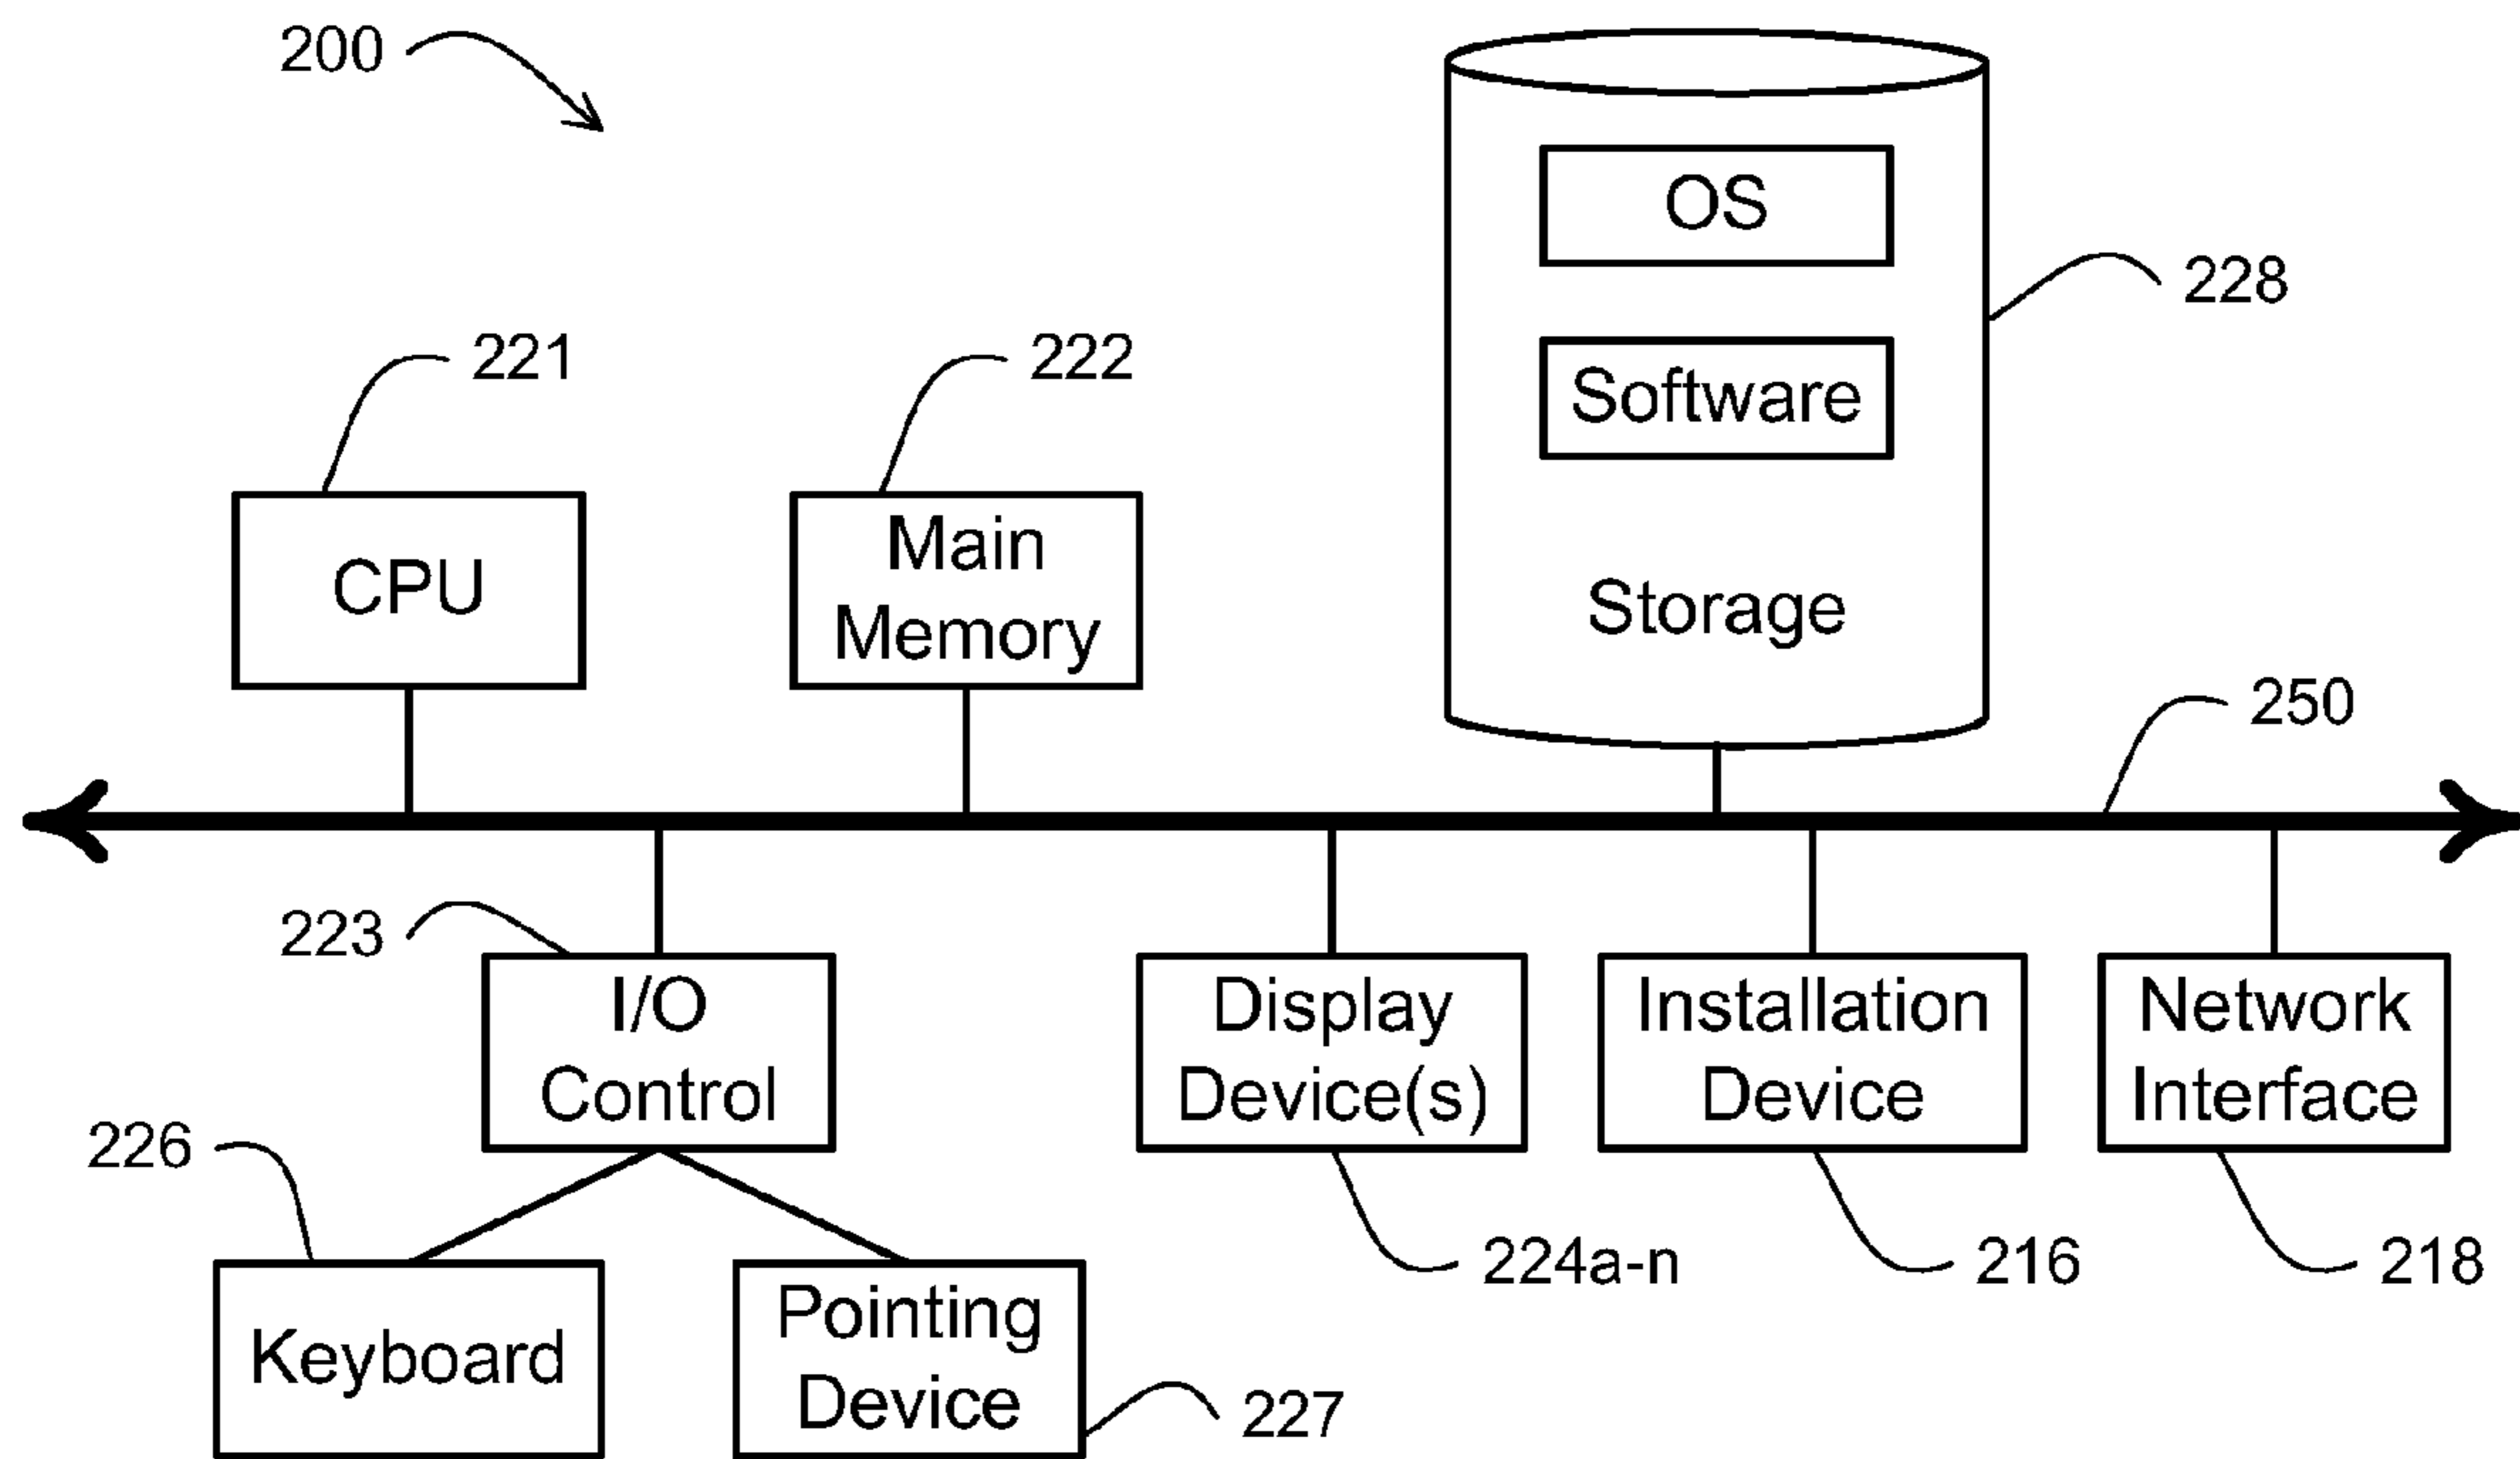 200
OS
228
Software
221
222
CPU
Main
Memory
Storage
250
223
I/O
Control
Display
Device(s)
Installation
Device
Network
Interface
226
224a-n
216
218
Keyboard
Pointing
Device
227